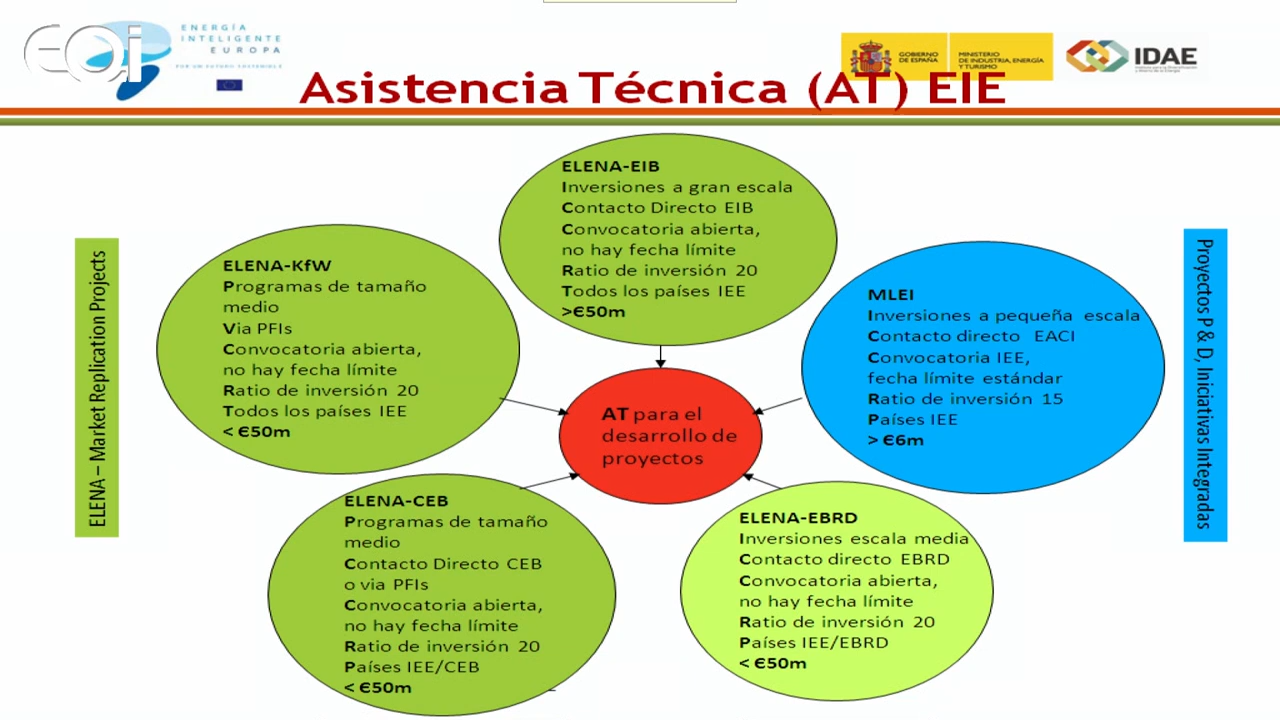 eoi
ENERGÍA
INTELIGENTE
EUROPA
POR UN FUTURO SOSTENIBLE
GOBIERNO
DE ESPAÑA
MINISTERIO
DE INDUSTRIA, ENERGÍA
Y TURISMO
IDAE
Asistencia Técnica (AT) EIE
ELENA-EIB
Inversiones a gran escala
Contacto Directo EIB
Convocatoria abierta,
no hay fecha límite
Ratio de inversión 20
Todos los países IEE
>€50m
ELENA – Market Replication Projects
ELENA-KfW
Programas de tamaño
medio
Via PFIs
Convocatoria abierta,
no hay fecha límite
Ratio de inversión 20
Todos los países IEE
< €50m
MLEI
Inversiones a pequeña escala
Contacto directo EACI
Convocatoria IEE,
fecha límite estándar
Ratio de inversión 15
Países IEE
> €6m
Proyectos P & D, Iniciativas Integradas
AT para el
desarrollo de
proyectos
ELENA-CEB
Programas de tamaño
medio
Contacto Directo CEB
o via PFIs
Convocatoria abierta,
no hay fecha límite
Ratio de inversión 20
Países IEE/CEB
< €50m
ELENA-EBRD
Inversiones escala media
Contacto directo EBRD
Convocatoria abierta,
no hay fecha límite
Ratio de inversión 20
Países IEE/EBRD
< €50m